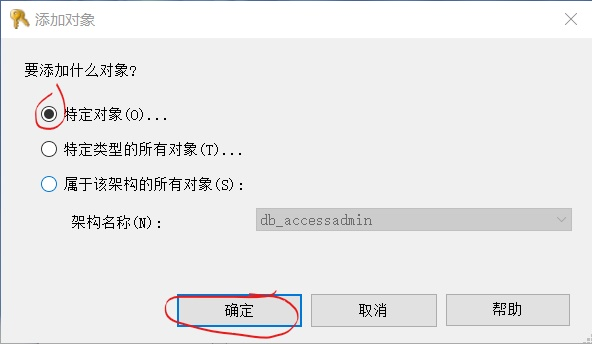 添加对象
要添加什么对象?
特定对象(O)...
特定类型的所有对象(T)...
属于该架构的所有对象(S):
架构名称(N): db_accessadmin
确定 取消 帮助